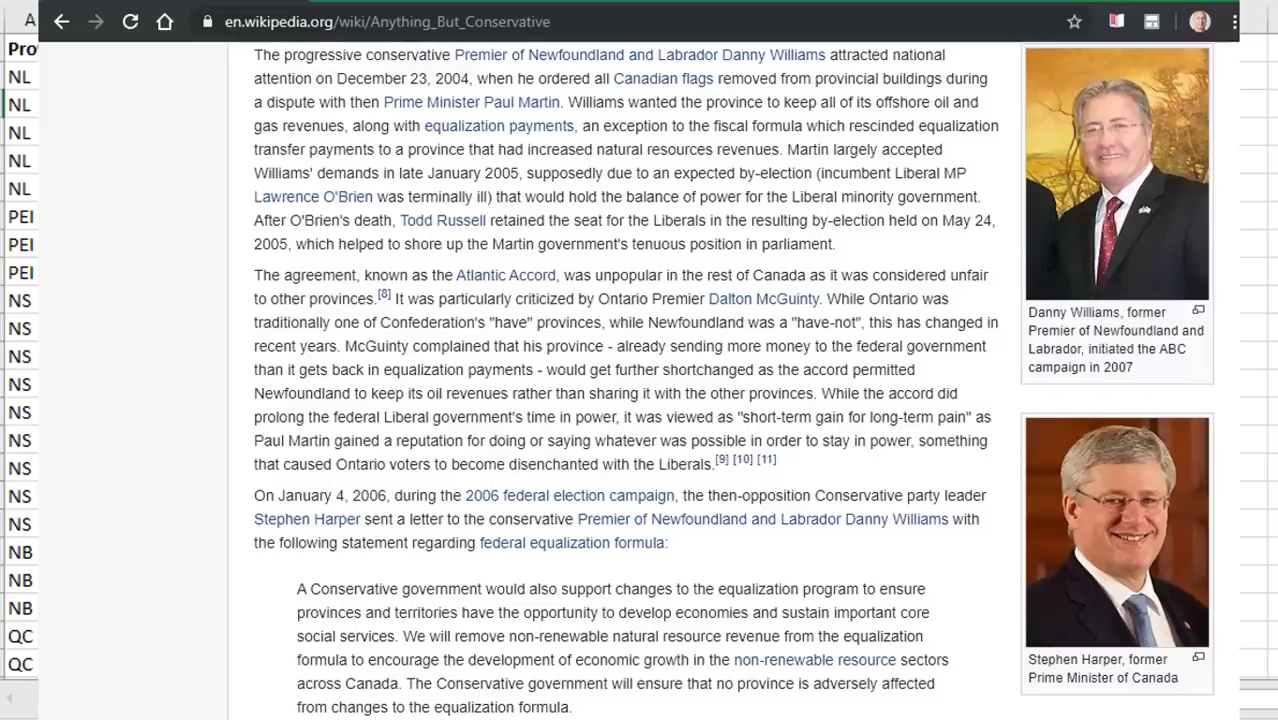 en.wikipedia.org/wiki/Anything_But_Conservative
A
Pro
NL
NL
NL
NL
NL
PEI
PEI
PEI
NS
NS
NS
NS
NS
NS
NS
NS
NS
NB
NB
NB
QC
QC
The progressive conservative Premier of Newfoundland and Labrador Danny Williams attracted national
attention on December 23, 2004, when he ordered all Canadian flags removed from provincial buildings during
a dispute with then Prime Minister Paul Martin. Williams wanted the province to keep all of its offshore oil and
gas revenues, along with equalization payments, an exception to the fiscal formula which rescinded equalization
transfer payments to a province that had increased natural resources revenues. Martin largely accepted
Williams' demands in late January 2005, supposedly due to an expected by-election (incumbent Liberal MP
Lawrence O'Brien was terminally ill) that would hold the balance of power for the Liberal minority government.
After O'Brien's death, Todd Russell retained the seat for the Liberals in the resulting by-election held on May 24,
2005, which helped to shore up the Martin government's tenuous position in parliament.
The agreement, known as the Atlantic Accord, was unpopular in the rest of Canada as it was considered unfair
to other provinces.[8] It was particularly criticized by Ontario Premier Dalton McGuinty. While Ontario was
traditionally one of Confederation's "have" provinces, while Newfoundland was a "have-not", this has changed in
recent years. McGuinty complained that his province - already sending more money to the federal government
than it gets back in equalization payments - would get further shortchanged as the accord permitted
Newfoundland to keep its oil revenues rather than sharing it with the other provinces. While the accord did
prolong the federal Liberal government's time in power, it was viewed as "short-term gain for long-term pain" as
Paul Martin gained a reputation for doing or saying whatever was possible in order to stay in power, something
that caused Ontario voters to become disenchanted with the Liberals.[9] [10] [11]
On January 4, 2006, during the 2006 federal election campaign, the then-opposition Conservative party leader
Stephen Harper sent a letter to the conservative Premier of Newfoundland and Labrador Danny Williams with
the following statement regarding federal equalization formula:
A Conservative government would also support changes to the equalization program to ensure
provinces and territories have the opportunity to develop economies and sustain important core
social services. We will remove non-renewable natural resource revenue from the equalization
formula to encourage the development of economic growth in the non-renewable resource sectors
across Canada. The Conservative government will ensure that no province is adversely affected
from changes to the equalization formula.
Danny Williams, former
Premier of Newfoundland and
Labrador, initiated the ABC
campaign in 2007
Stephen Harper, former
Prime Minister of Canada